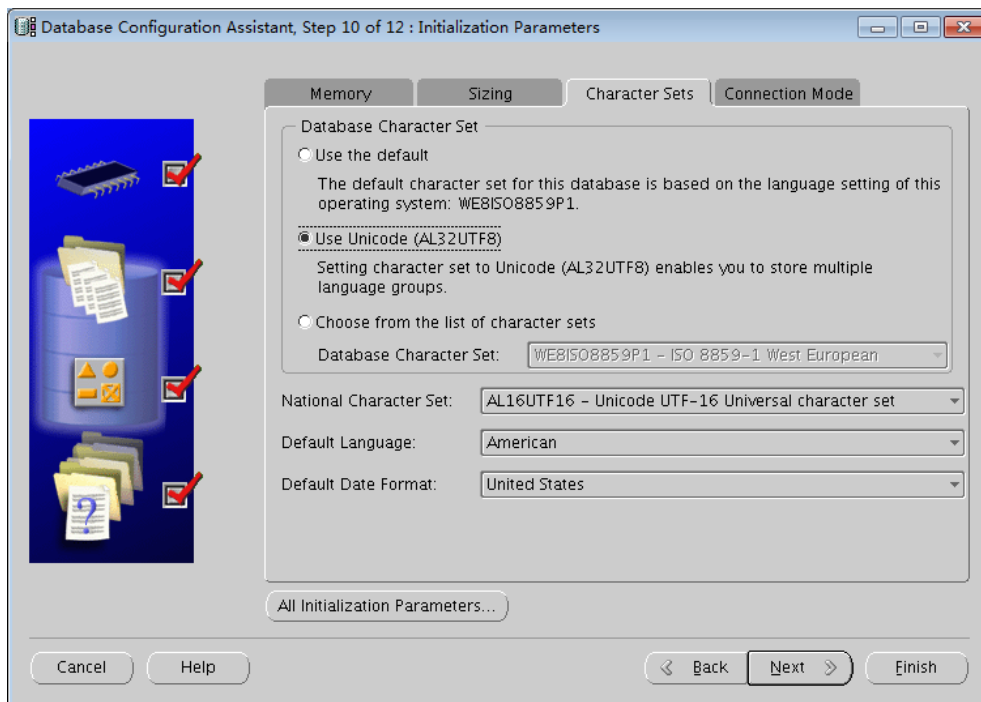 Database Configuration Assistant, Step 10 of 12 : Initialization Parameters
Memory Sizing Character Sets Connection Mode
Database Character Set
Use the default
The default character set for this database is based on the language setting of this
operating system: WE8ISO8859P1.
Use Unicode (AL32UTF8)
Setting character set to Unicode (AL32UTF8) enables you to store multiple
language groups.
Choose from the list of character sets
Database Character Set: WE8ISO8859P1 - ISO 8859-1 West European
National Character Set: AL16UTF16 - Unicode UTF-16 Universal character set
Default Language: American
Default Date Format: United States
?
All Initialization Parameters...
Cancel Help Back Next Finish